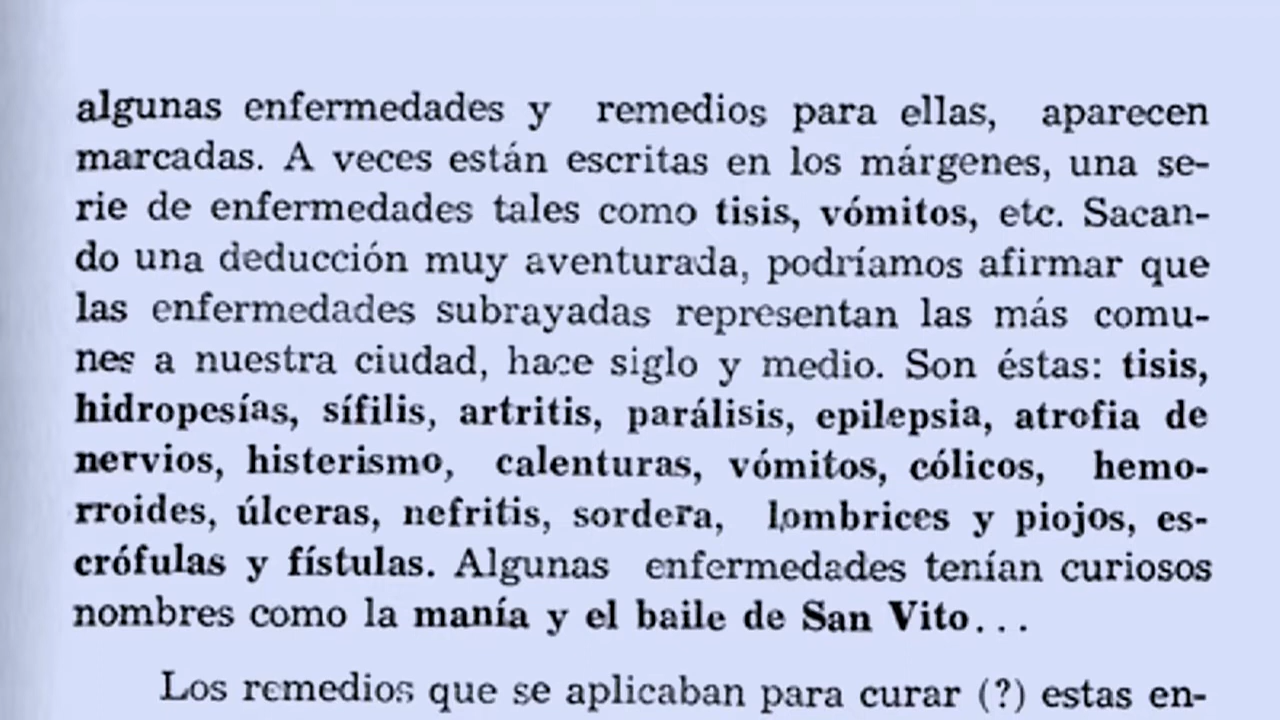 algunas enfermedades y remedios para ellas, aparecen
marcadas. A veces están escritas en los márgenes, una se-
rie de enfermedades tales como tisis, vómitos, etc. Sacan-
do una deducción muy aventurada, podríamos afirmar que
las enfermedades subrayadas representan las más comu-
nes a nuestra ciudad, hace siglo y medio. Son éstas: tisis,
hidropesías, sífilis, artritis, parálisis, epilepsia, atrofia de
nervios, histerismo, calenturas, vómitos, cólicos, hemo-
rroides, úlceras, nefritis, sordera, lombrices y piojos, es-
crófulas y fístulas. Algunas enfermedades tenían curiosos
nombres como la manía y el baile de San Vito...
Los remedios que se aplicaban para curar (?) estas en-